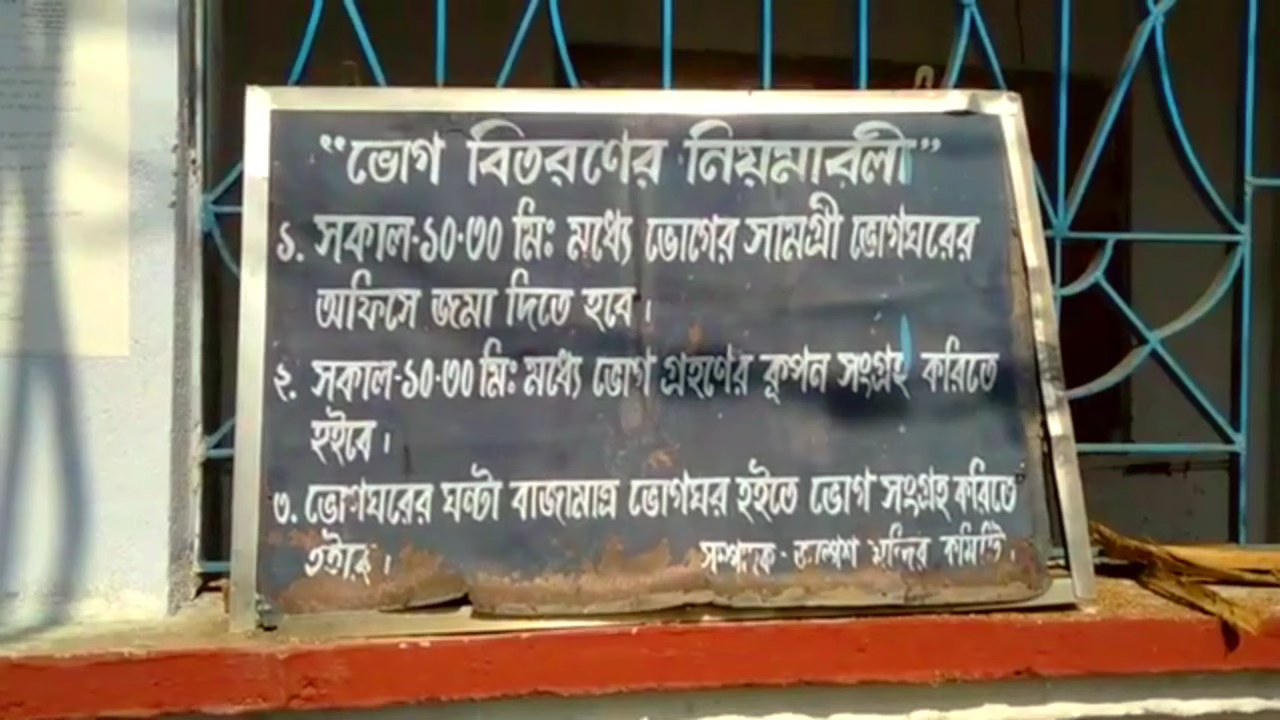 “ভোগ বিতরণের নিয়মাবলী”
১. সকাল-১০-৩০ মিঃ মধ্যে ভোগের সামগ্রী ভোগঘরের
অফিসে জমা দিতে হবে।
২. সকাল-১০-৩০ মিঃ মধ্যে ভোগ গ্রহণের কূপন সংগ্রহ করিতে
হইবে।
৩. ভোগঘরের ঘন্টা বাজামাত্র ভোগঘর হইতে ভোগ সংগ্রহ করিতে
হইবে।
সম্পাদক - জল্পেশ মন্দির কমিটি।